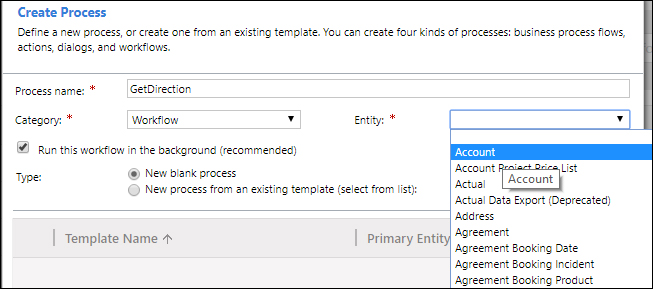 Create Process
Define a new process, or create one from an existing template. You can create four kinds of processes: business process flows,
actions, dialogs, and workflows.
Process name: * GetDirection
Category: * Workflow Entity: *
Run this workflow in the background (recommended)
Type: New blank process
New process from an existing template (select from list):
Template Name ↑ Primary Entity
Account
Account Project Price List
Account
Actual
Actual Data Export (Deprecated)
Address
Agreement
Agreement Booking Date
Agreement Booking Incident
Agreement Booking Product